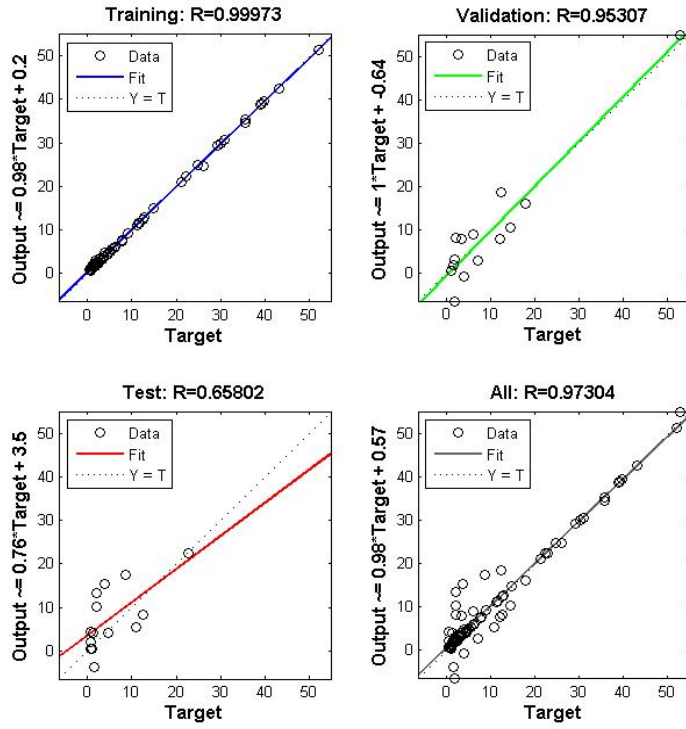 Training: R=0.99973
Output ~= 0.98*Target + 0.2
50
40
30
20
10
0
Data
Fit
Y = T
0 10 20 30 40 50
Target
Validation: R=0.95307
Output ~= 1*Target + -0.64
50
40
30
20
10
0
Data
Fit
Y = T
0 10 20 30 40 50
Target
Test: R=0.65802
Output ~= 0.76*Target + 3.5
50
40
30
20
10
0
Data
Fit
Y = T
0 10 20 30 40 50
Target
All: R=0.97304
Output ~= 0.98*Target + 0.57
50
40
30
20
10
0
Data
Fit
Y = T
0 10 20 30 40 50
Target